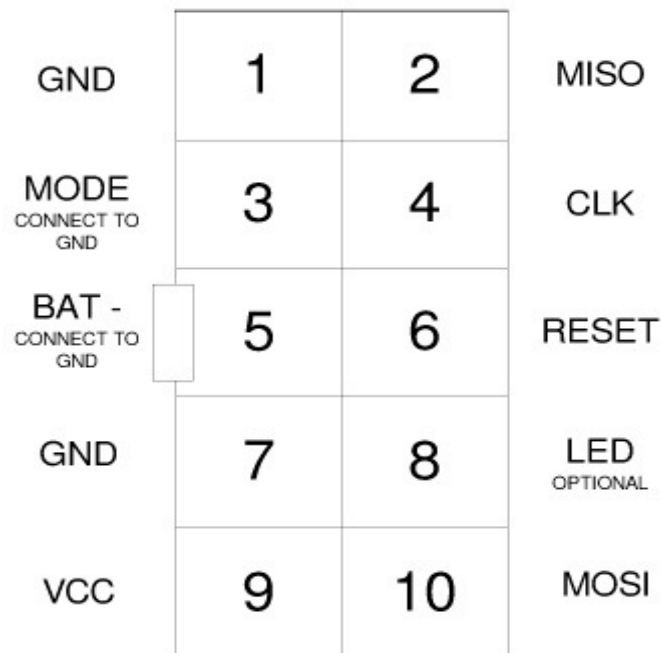 GND 1 2 MISO
MODE 3 4 CLK
CONNECT TO
GND
BAT - 5 6 RESET
CONNECT TO
GND
GND 7 8 LED
OPTIONAL
VCC 9 10 MOSI